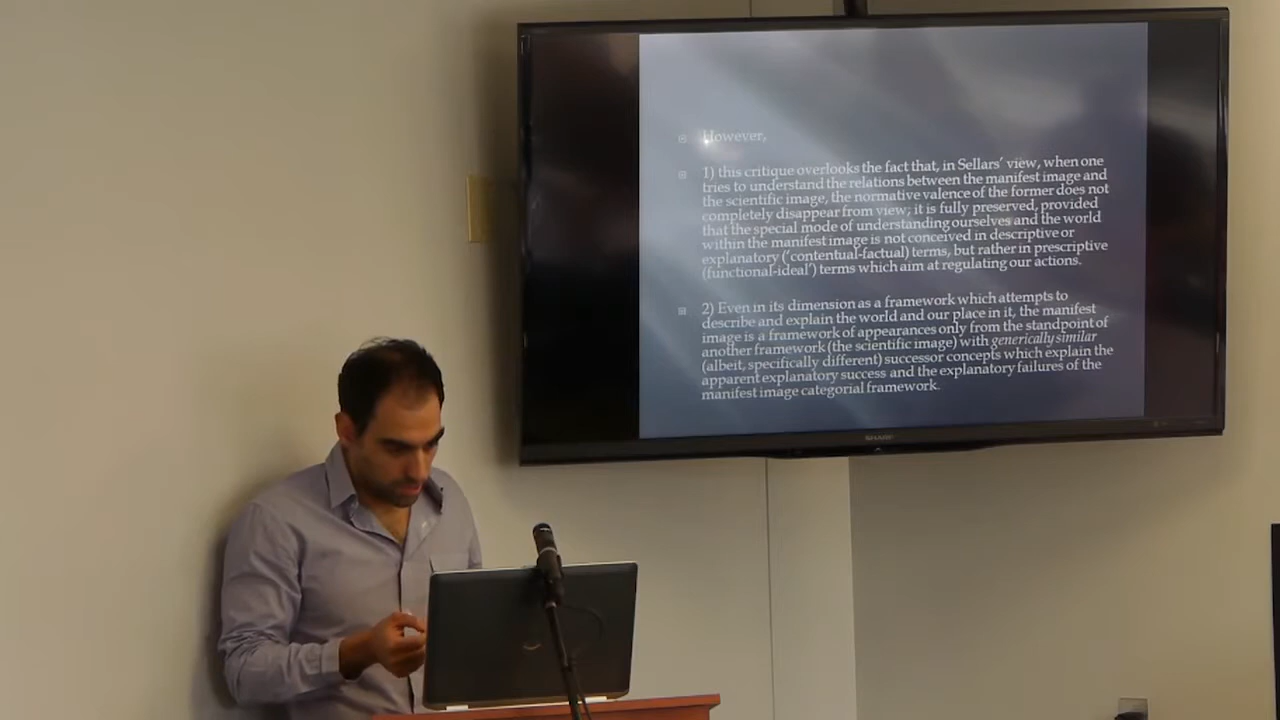 However,
1) this critique overlooks the fact that, in Sellars' view, when one
tries to understand the relations between the manifest image and
the scientific image, the normative valence of the former does not
completely disappear from view; it is fully preserved, provided
that the special mode of understanding ourselves and the world
within the manifest image is not conceived in descriptive or
explanatory ('contentual-factual) terms, but rather in prescriptive
(functional-ideal') terms which aim at regulating our actions.
2) Even in its dimension as a framework which attempts to
describe and explain the world and our place in it, the manifest
image is a framework of appearances only from the standpoint of
another framework (the scientific image) with generically similar
(albeit, specifically different) successor concepts which explain the
apparent explanatory success and the explanatory failures of the
manifest image categorial framework.
SHARP